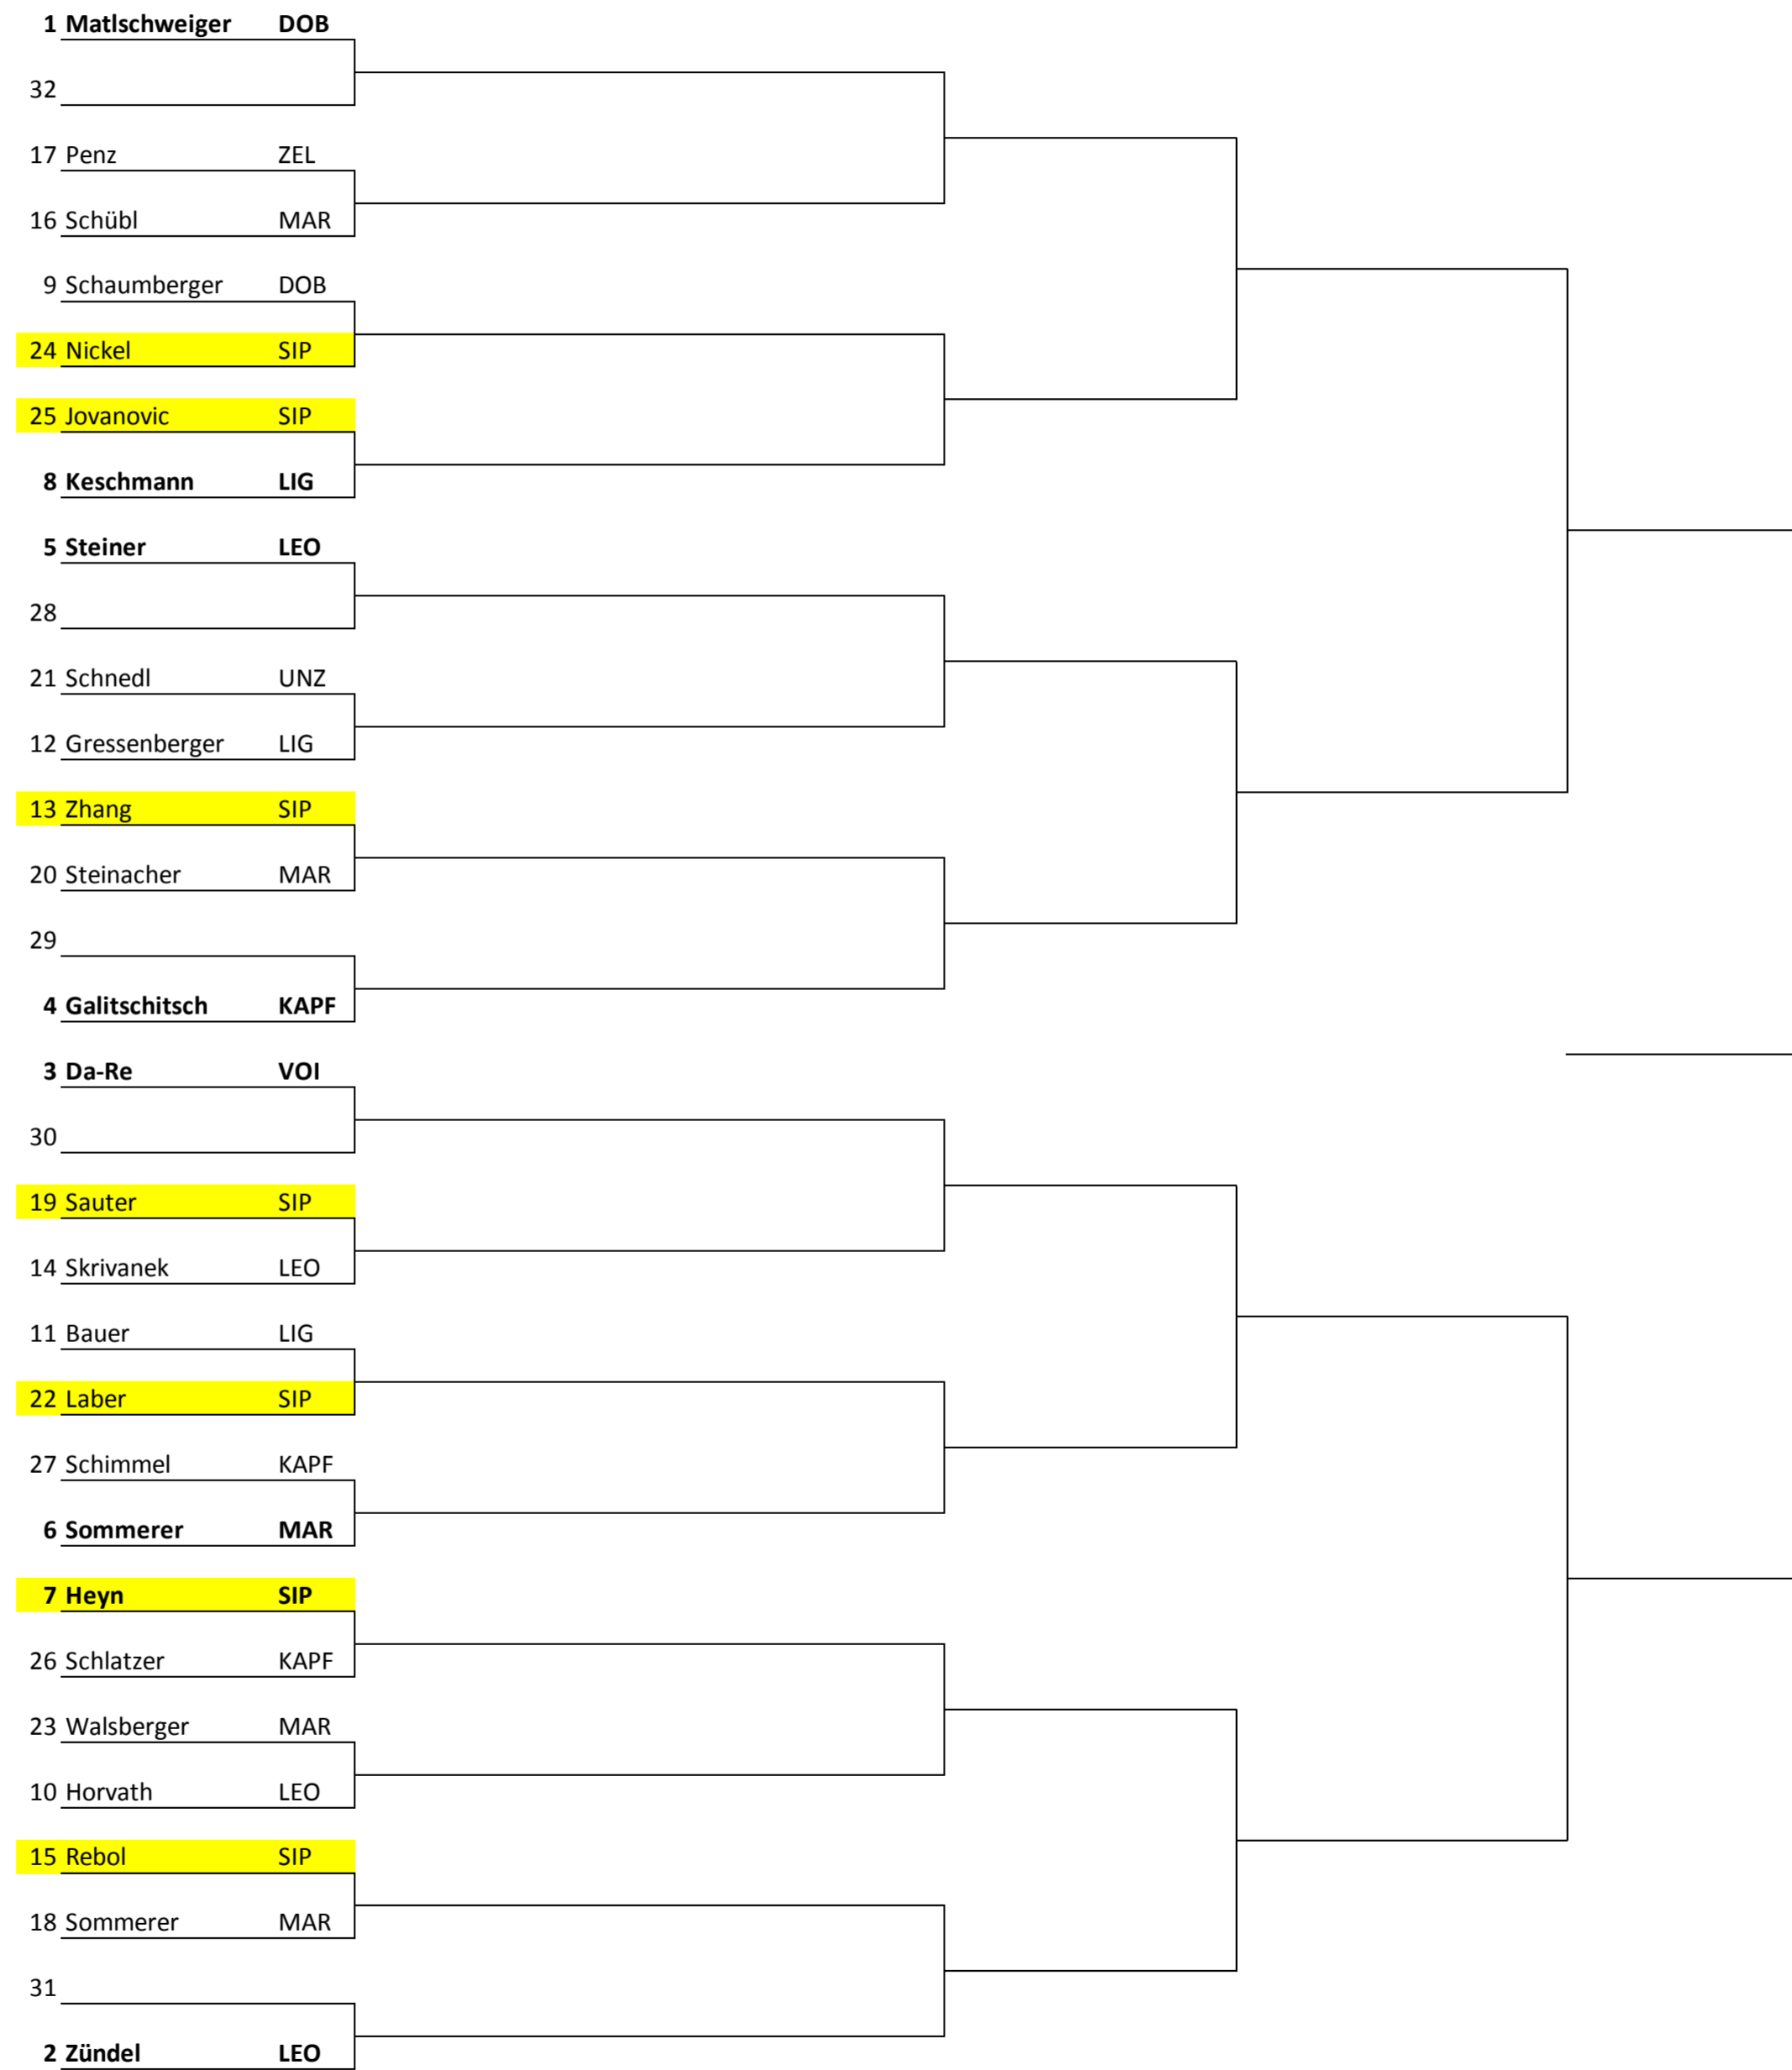 1 Matlschweiger DOB
32
17 Penz ZEL
16 Schübl MAR
9 Schaumberger DOB
24 Nickel SIP
25 Jovanovic SIP
8 Keschmann LIG
5 Steiner LEO
28
21 Schnedl UNZ
12 Gressenberger LIG
13 Zhang SIP
20 Steinacher MAR
29
4 Galitschitsch KAPF
3 Da-Re VOI
30
19 Sauter SIP
14 Skrivanek LEO
11 Bauer LIG
22 Laber SIP
27 Schimmel KAPF
6 Sommerer MAR
7 Heyn SIP
26 Schlatzer KAPF
23 Walsberger MAR
10 Horvath LEO
15 Rebol SIP
18 Sommerer MAR
31
2 Zündel LEO